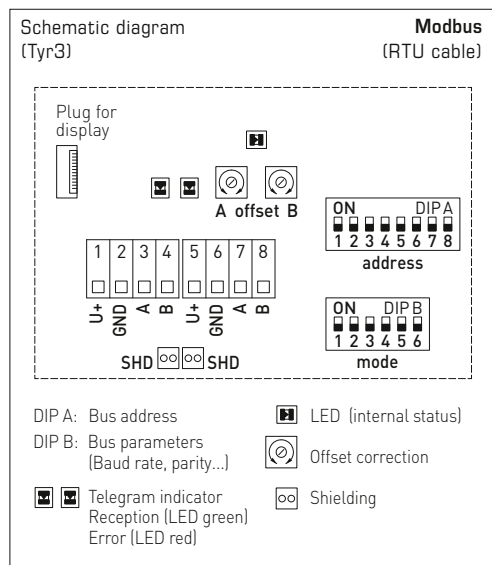 Schematic diagram
(Tyr3)
Modbus
(RTU cable)
Plug for
display
A offset B
ON DIP A
1 2 3 4 5 6 7 8
address
1 2 3 4 5 6 7 8
U+ GND A B U+ GND A B
ON DIP B
1 2 3 4 5 6
mode
SHD SHD
DIP A: Bus address
DIP B: Bus parameters
(Baud rate, parity...)
Telegram indicator
Reception (LED green)
Error (LED red)
LED (internal status)
Offset correction
Shielding